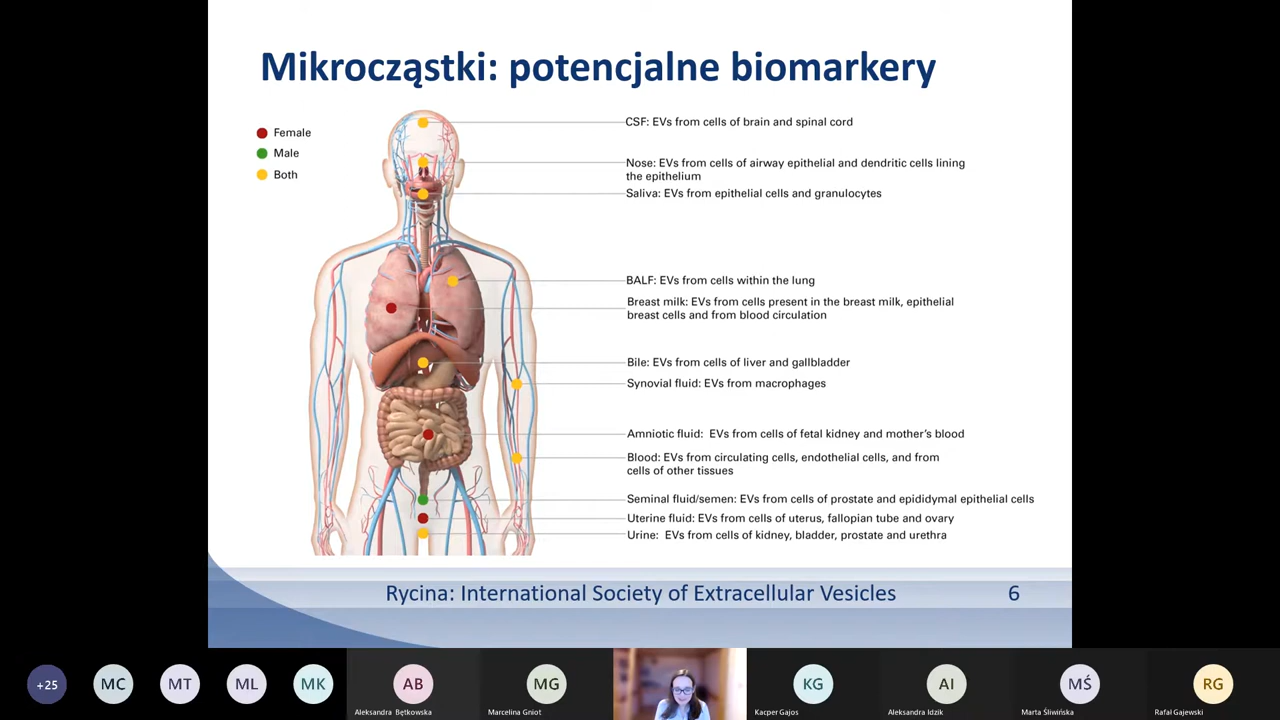 Mikrocząstki: potencjalne biomarkery
Female
Male
Both
CSF: EVs from cells of brain and spinal cord
Nose: EVs from cells of airway epithelial and dendritic cells lining
the epithelium
Saliva: EVs from epithelial cells and granulocytes
BALF: EVs from cells within the lung
Breast milk: EVs from cells present in the breast milk, epithelial
breast cells and from blood circulation
Bile: EVs from cells of liver and gallbladder
Synovial fluid: EVs from macrophages
Amniotic fluid: EVs from cells of fetal kidney and mother's blood
Blood: EVs from circulating cells, endothelial cells, and from
cells of other tissues
Seminal fluid/semen: EVs from cells of prostate and epididymal epithelial cells
Uterine fluid: EVs from cells of uterus, fallopian tube and ovary
Urine: EVs from cells of kidney, bladder, prostate and urethra
Rycina: International Society of Extracellular Vesicles 6
+25 MC MT ML MK AB MG KG AI MŚ RG
Aleksandra Bętkowska Marcelina Gniot Kacper Gajos Aleksandra Idzik Marta Śliwińska Rafał Gajewski